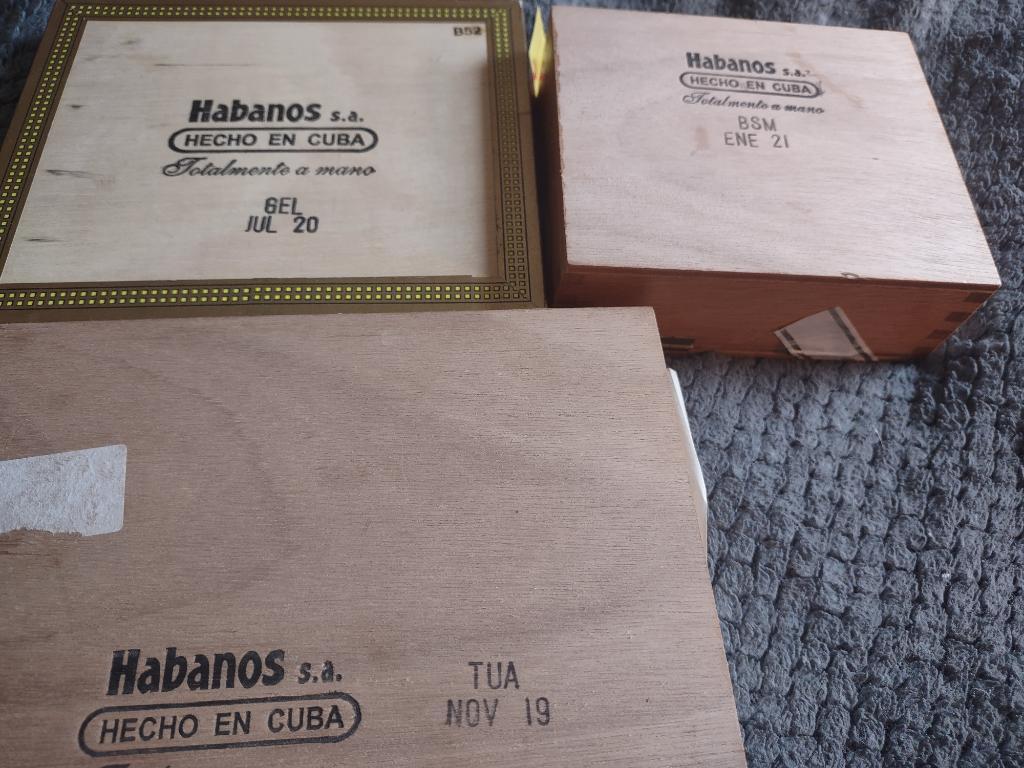 B52
Habanos s.a.
HECHO EN CUBA
Totalmente a mano
GEL
JUL 20
Habanos s.a.
HECHO EN CUBA
Totalmente a mano
BSM
ENE 21
Habanos s.a.
HECHO EN CUBA
TUA
NOV 19